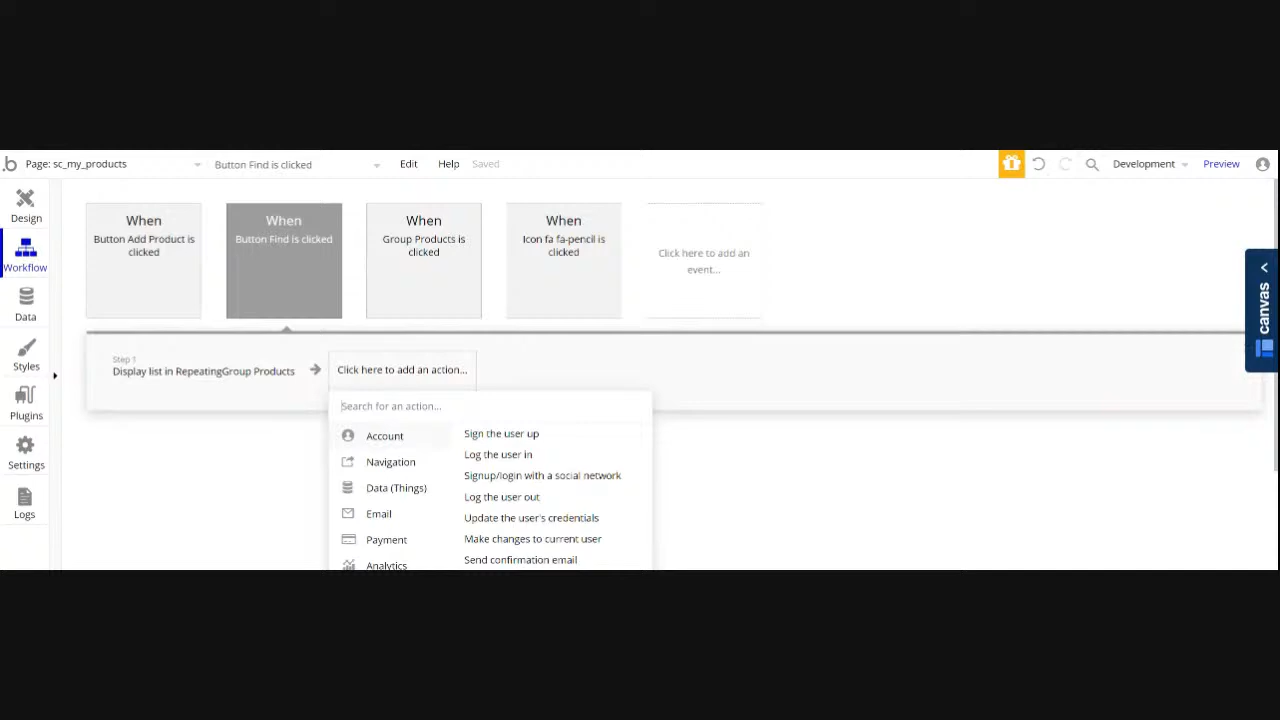 .b Page: sc_my_products Button Find is clicked Edit Help Saved Development Preview
Design
Workflow
Data
Styles
Plugins
Settings
Logs
When
Button Add Product is
clicked
When
Button Find is clicked
When
Group Products is
clicked
When
Icon fa fa-pencil is
clicked
Click here to add an
event...
canvas
Step 1
Display list in RepeatingGroup Products
Click here to add an action...
Search for an action...
Account
Navigation
Data (Things)
Email
Payment
Analytics
Sign the user up
Log the user in
Signup/login with a social network
Log the user out
Update the user's credentials
Make changes to current user
Send confirmation email